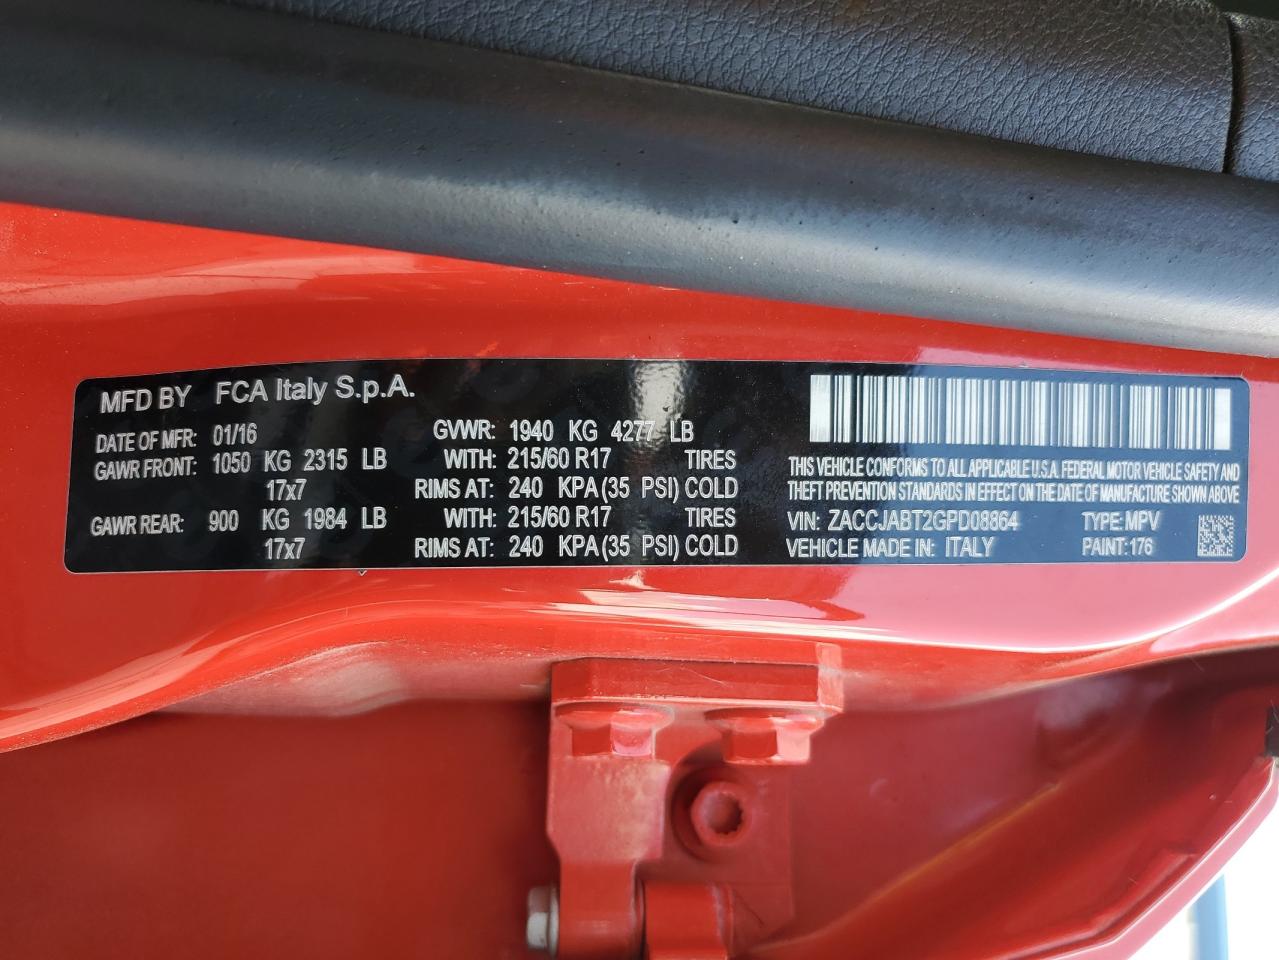 MFD BY FCA Italy S.p.A.
DATE OF MFR: 01/16 GVWR: 1940 KG 4277 LB
GAWR FRONT: 1050 KG 2315 LB WITH: 215/60 R17 TIRES
17x7 RIMS AT: 240 KPA (35 PSI) COLD
GAWR REAR: 900 KG 1984 LB WITH: 215/60 R17 TIRES
17x7 RIMS AT: 240 KPA (35 PSI) COLD
THIS VEHICLE CONFORMS TO ALL APPLICABLE U.S.A. FEDERAL MOTOR VEHICLE SAFETY AND
THEFT PREVENTION STANDARDS IN EFFECT ON THE DATE OF MANUFACTURE SHOWN ABOVE
VIN: ZACCJABT2GPD08864 TYPE: MPV
VEHICLE MADE IN: ITALY PAINT: 176